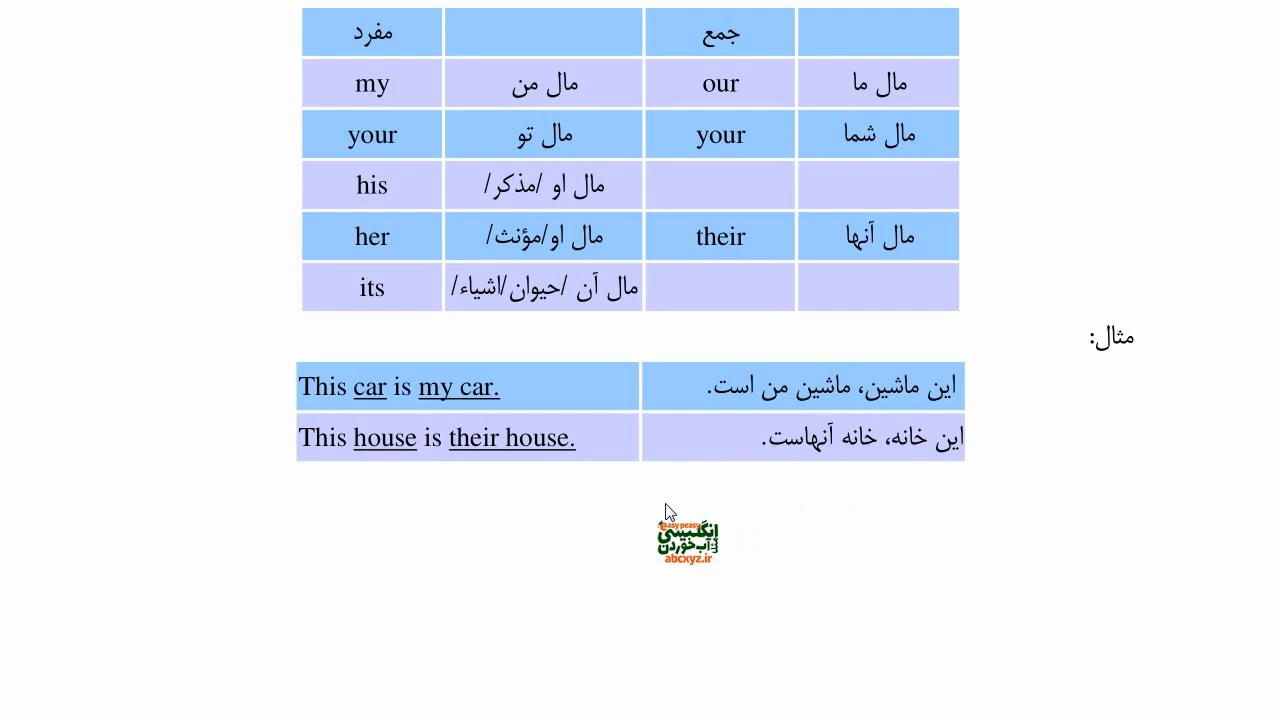 مفرد جمع
my مال من our مال ما
your مال تو your مال شما
his مال او /مذکر/
her مال او/مؤنث/ their مال آنها
its مال آن /حیوان/اشیاء/
مثال:
This car is my car. این ماشین، ماشین من است.
This house is their house. این خانه، خانه آنهاست.
easy peasy
انگلیسی
مثل آب خوردن
abcxyz.ir